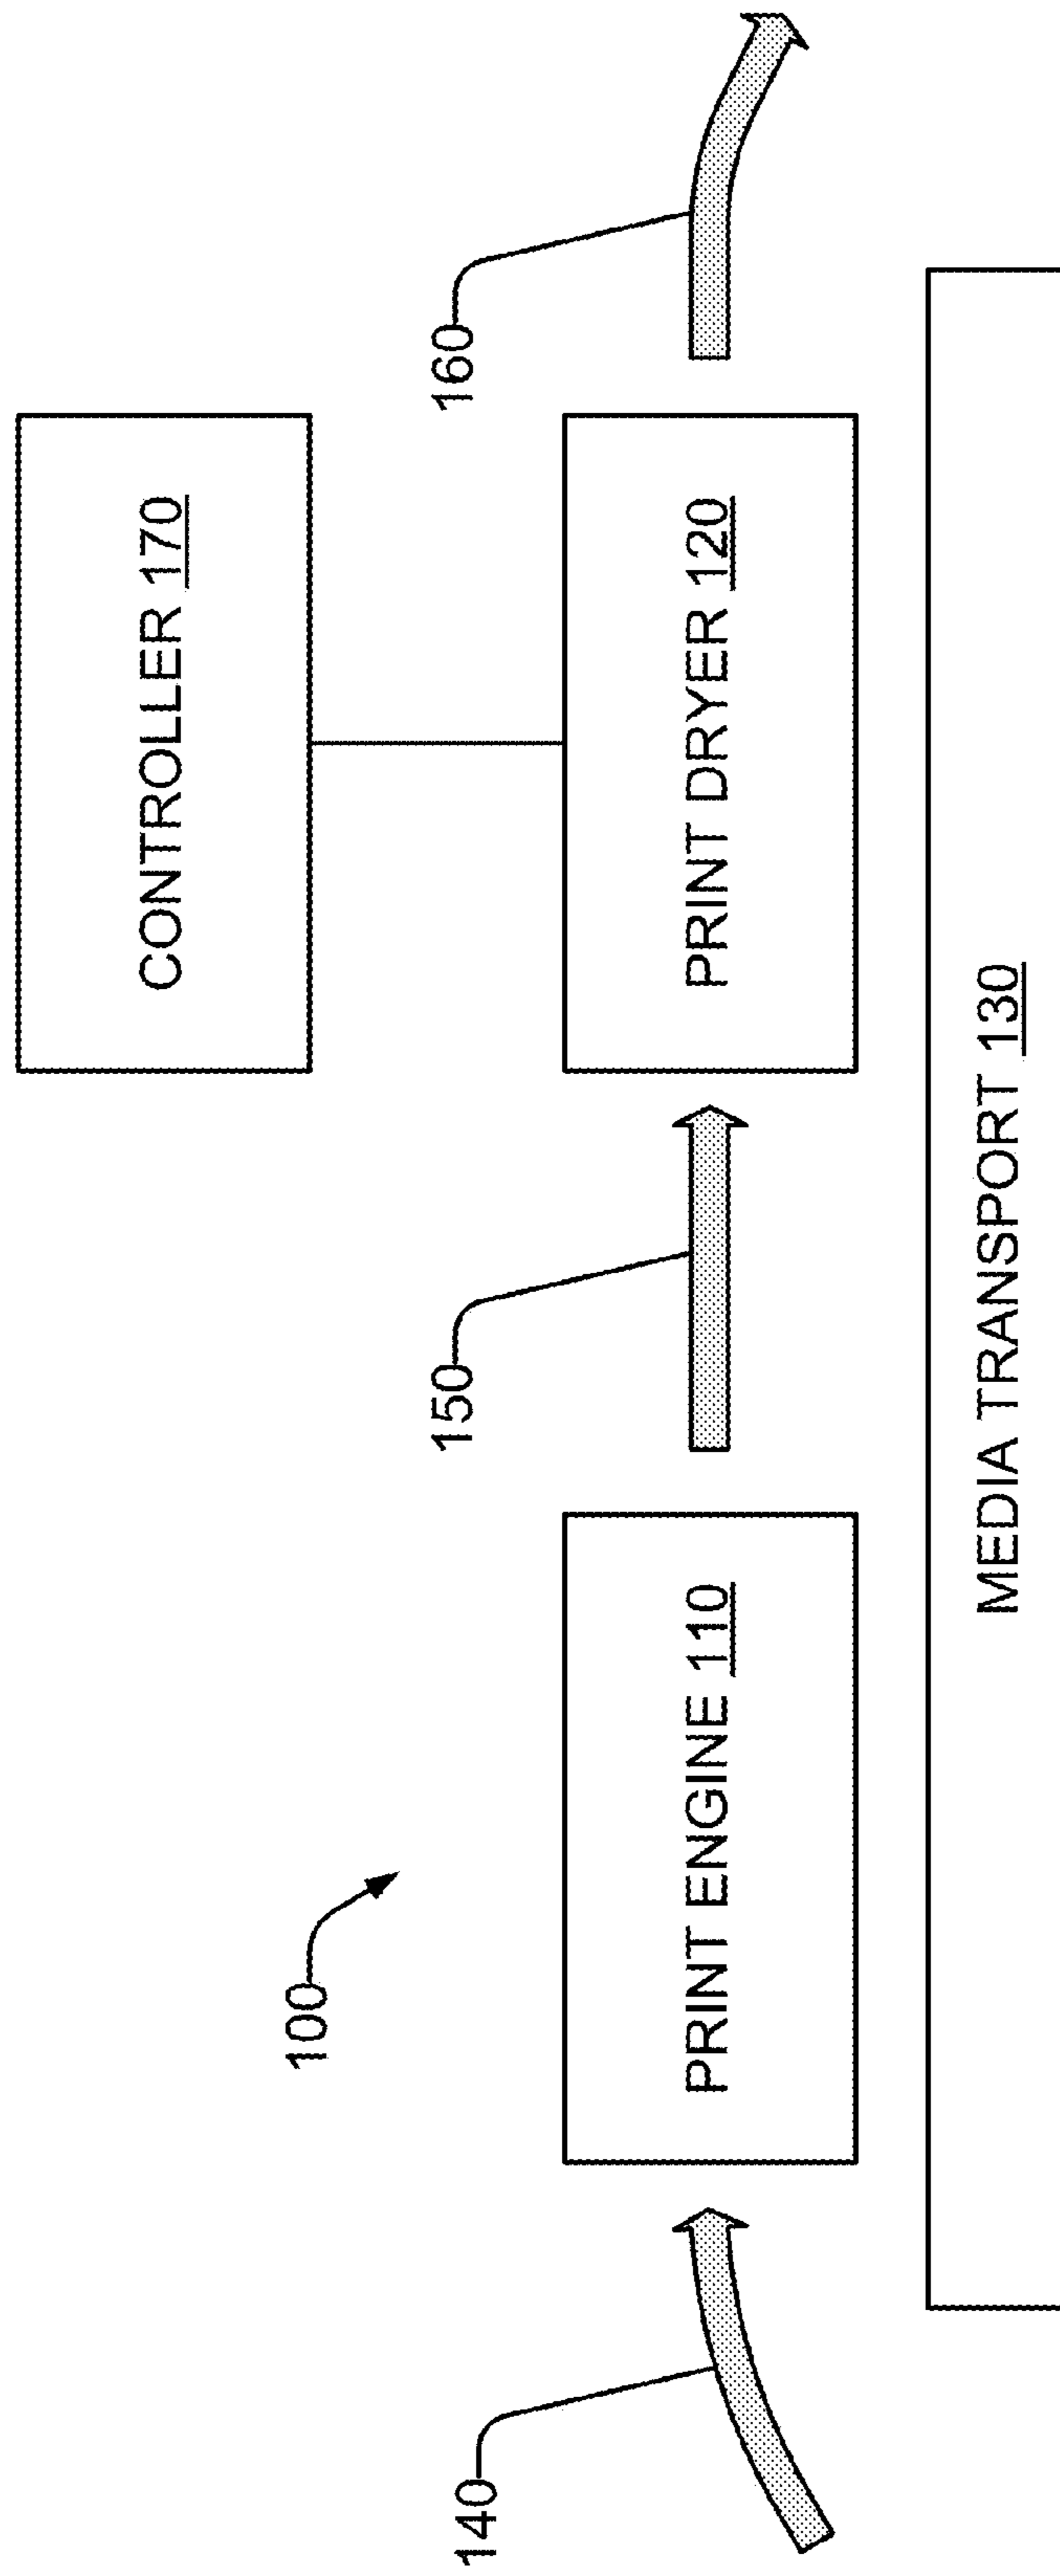 100
CONTROLLER 170
140
150
160
PRINT ENGINE 110
PRINT DRYER 120
MEDIA TRANSPORT 130